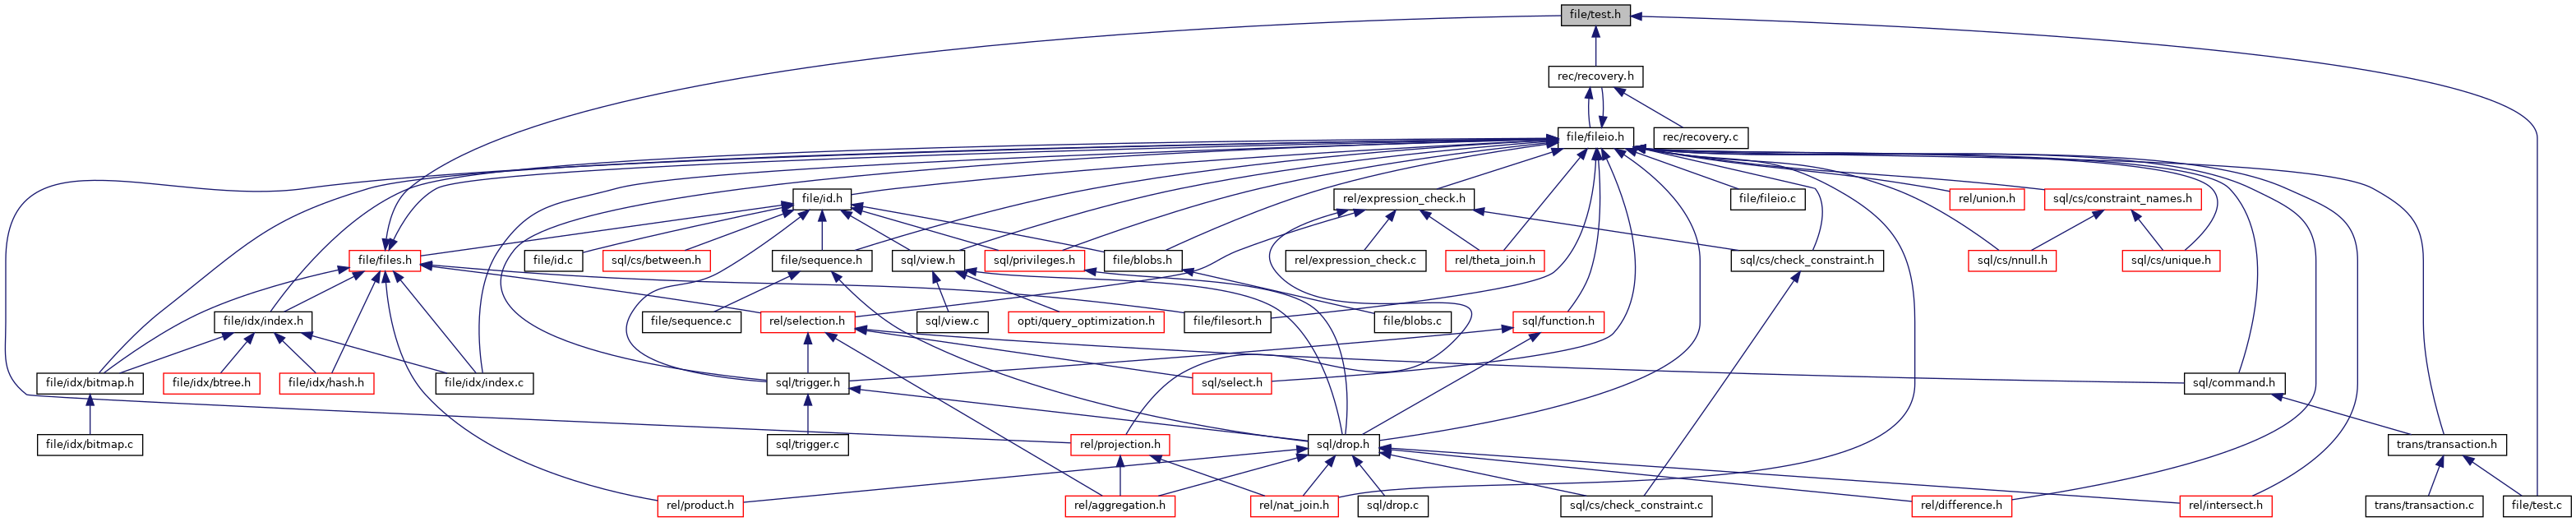 file/test.h
rec/recovery.h
file/fileio.h
rec/recovery.c
file/id.h
rel/expression_check.h
file/fileio.c
rel/union.h
sql/cs/constraint_names.h
file/files.h
file/id.c
sql/cs/between.h
file/sequence.h
sql/view.h
sql/privileges.h
file/blobs.h
rel/expression_check.c
rel/theta_join.h
sql/cs/check_constraint.h
sql/cs/nnull.h
sql/cs/unique.h
file/idx/index.h
file/sequence.c
rel/selection.h
sql/view.c
opti/query_optimization.h
file/filesort.h
file/blobs.c
sql/function.h
file/idx/bitmap.h
file/idx/btree.h
file/idx/hash.h
file/idx/index.c
sql/trigger.h
sql/select.h
sql/command.h
file/idx/bitmap.c
sql/trigger.c
rel/projection.h
sql/drop.h
trans/transaction.h
rel/product.h
rel/aggregation.h
rel/nat_join.h
sql/drop.c
sql/cs/check_constraint.c
rel/difference.h
rel/intersect.h
trans/transaction.c
file/test.c